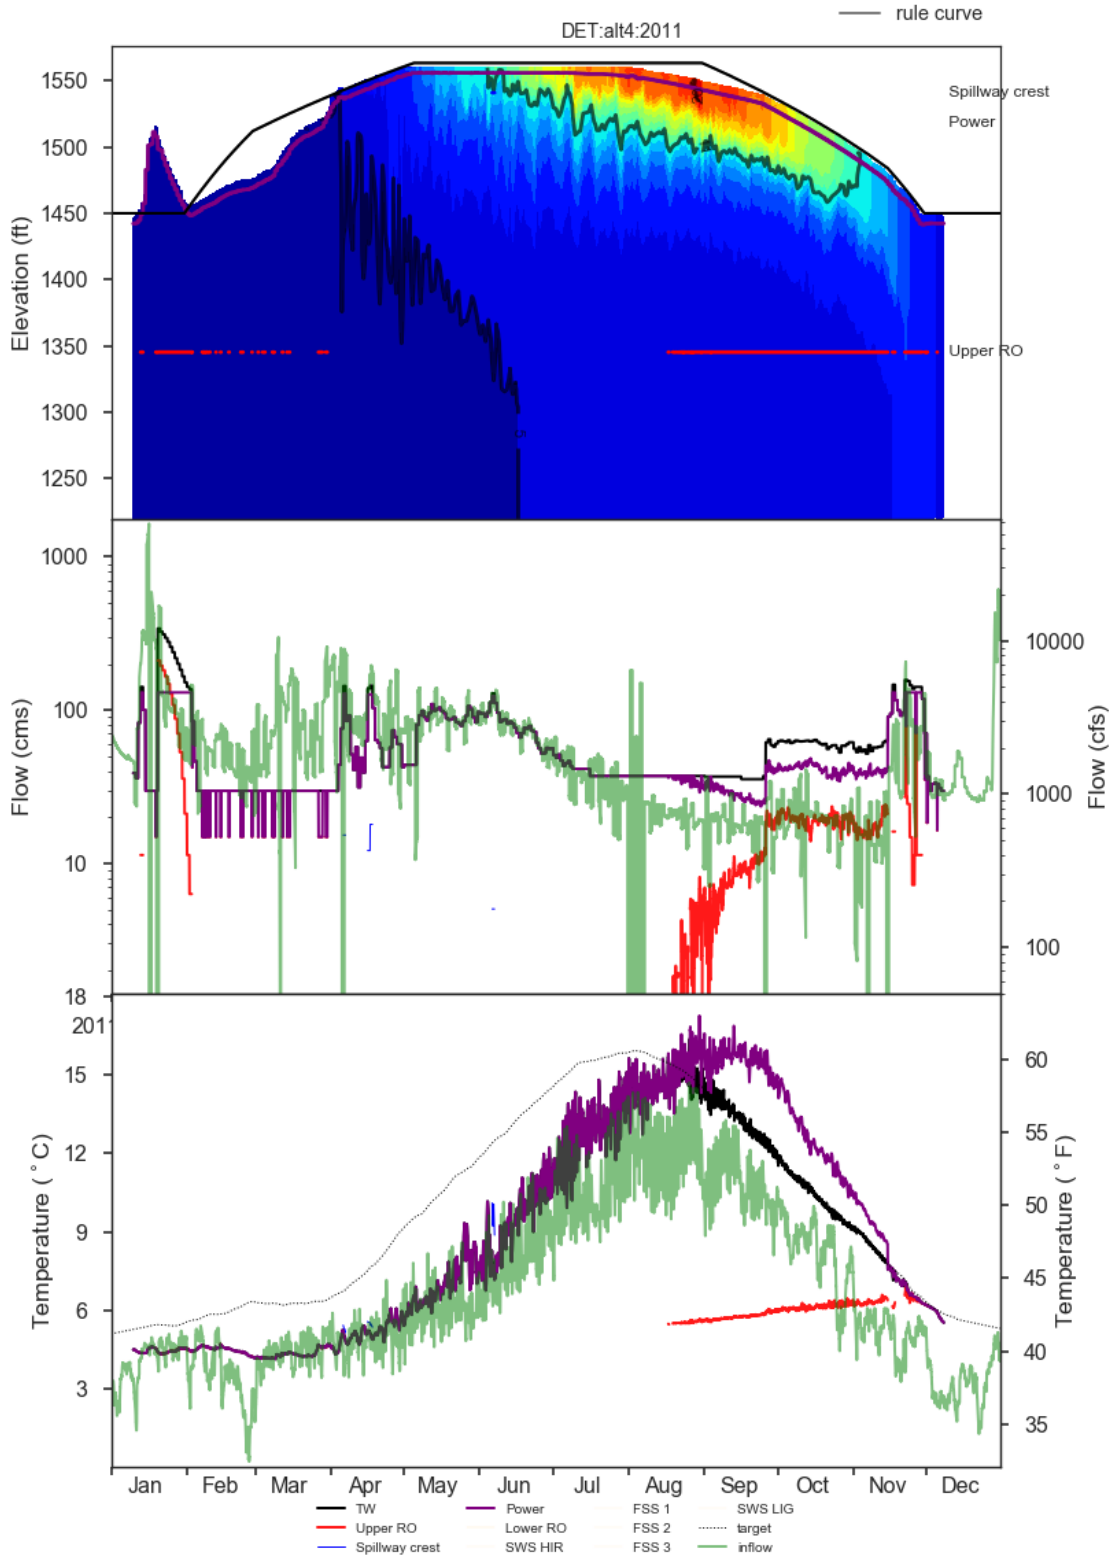 rule curve
DET:alt4:2011
1550
1500
1450
1400
1350
1300
1250
Elevation (ft)
Spillway crest
Power
Upper RO
1000
100
10
Flow (cms)
10000
1000
100
Flow (cfs)
18
201
15
12
9
6
3
Temperature (˚C)
60
55
50
45
40
35
Temperature (˚F)
Jan Feb Mar Apr May Jun Jul Aug Sep Oct Nov Dec
TW Power FSS 1 SWS LIG
Upper RO Lower RO FSS 2 target
Spillway crest SWS HIR FSS 3 inflow